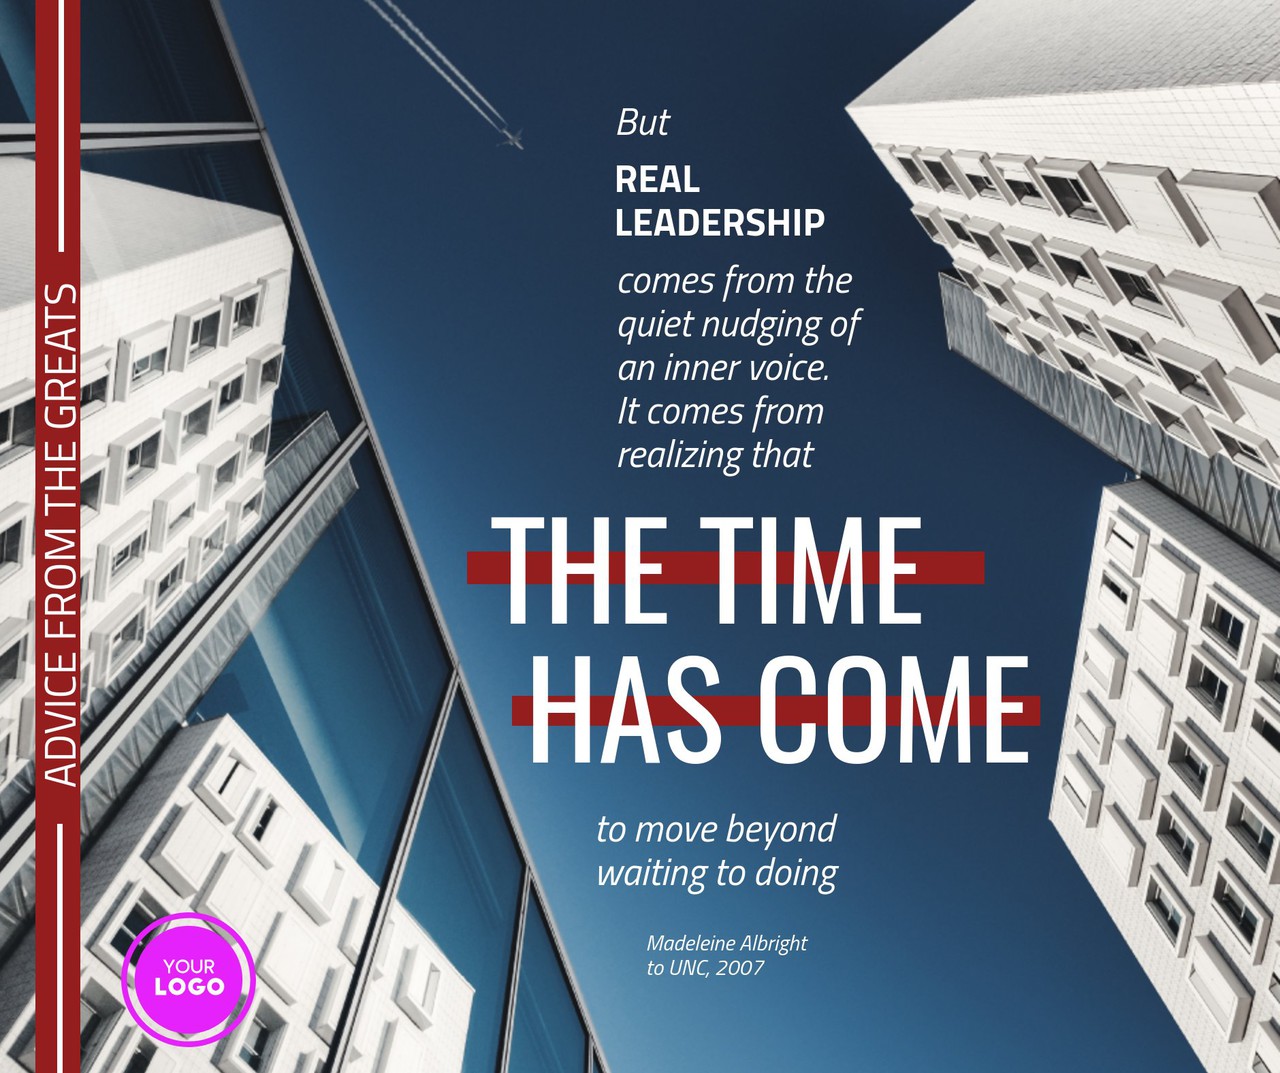 ADVICE FROM THE GREATS
But
REAL
LEADERSHIP
comes from the
quiet nudging of
an inner voice.
It comes from
realizing that
THE TIME
HAS COME
to move beyond
waiting to doing
Madeleine Albright
to UNC, 2007
YOUR
LOGO